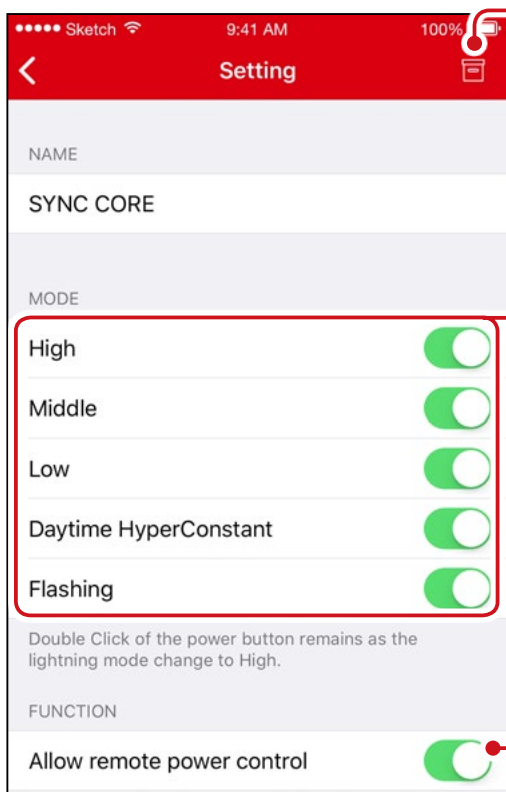 Sketch 9:41 AM 100%
Setting
NAME
SYNC CORE
MODE
High
Middle
Low
Daytime HyperConstant
Flashing
Double Click of the power button remains as the
lightning mode change to High.
FUNCTION
Allow remote power control